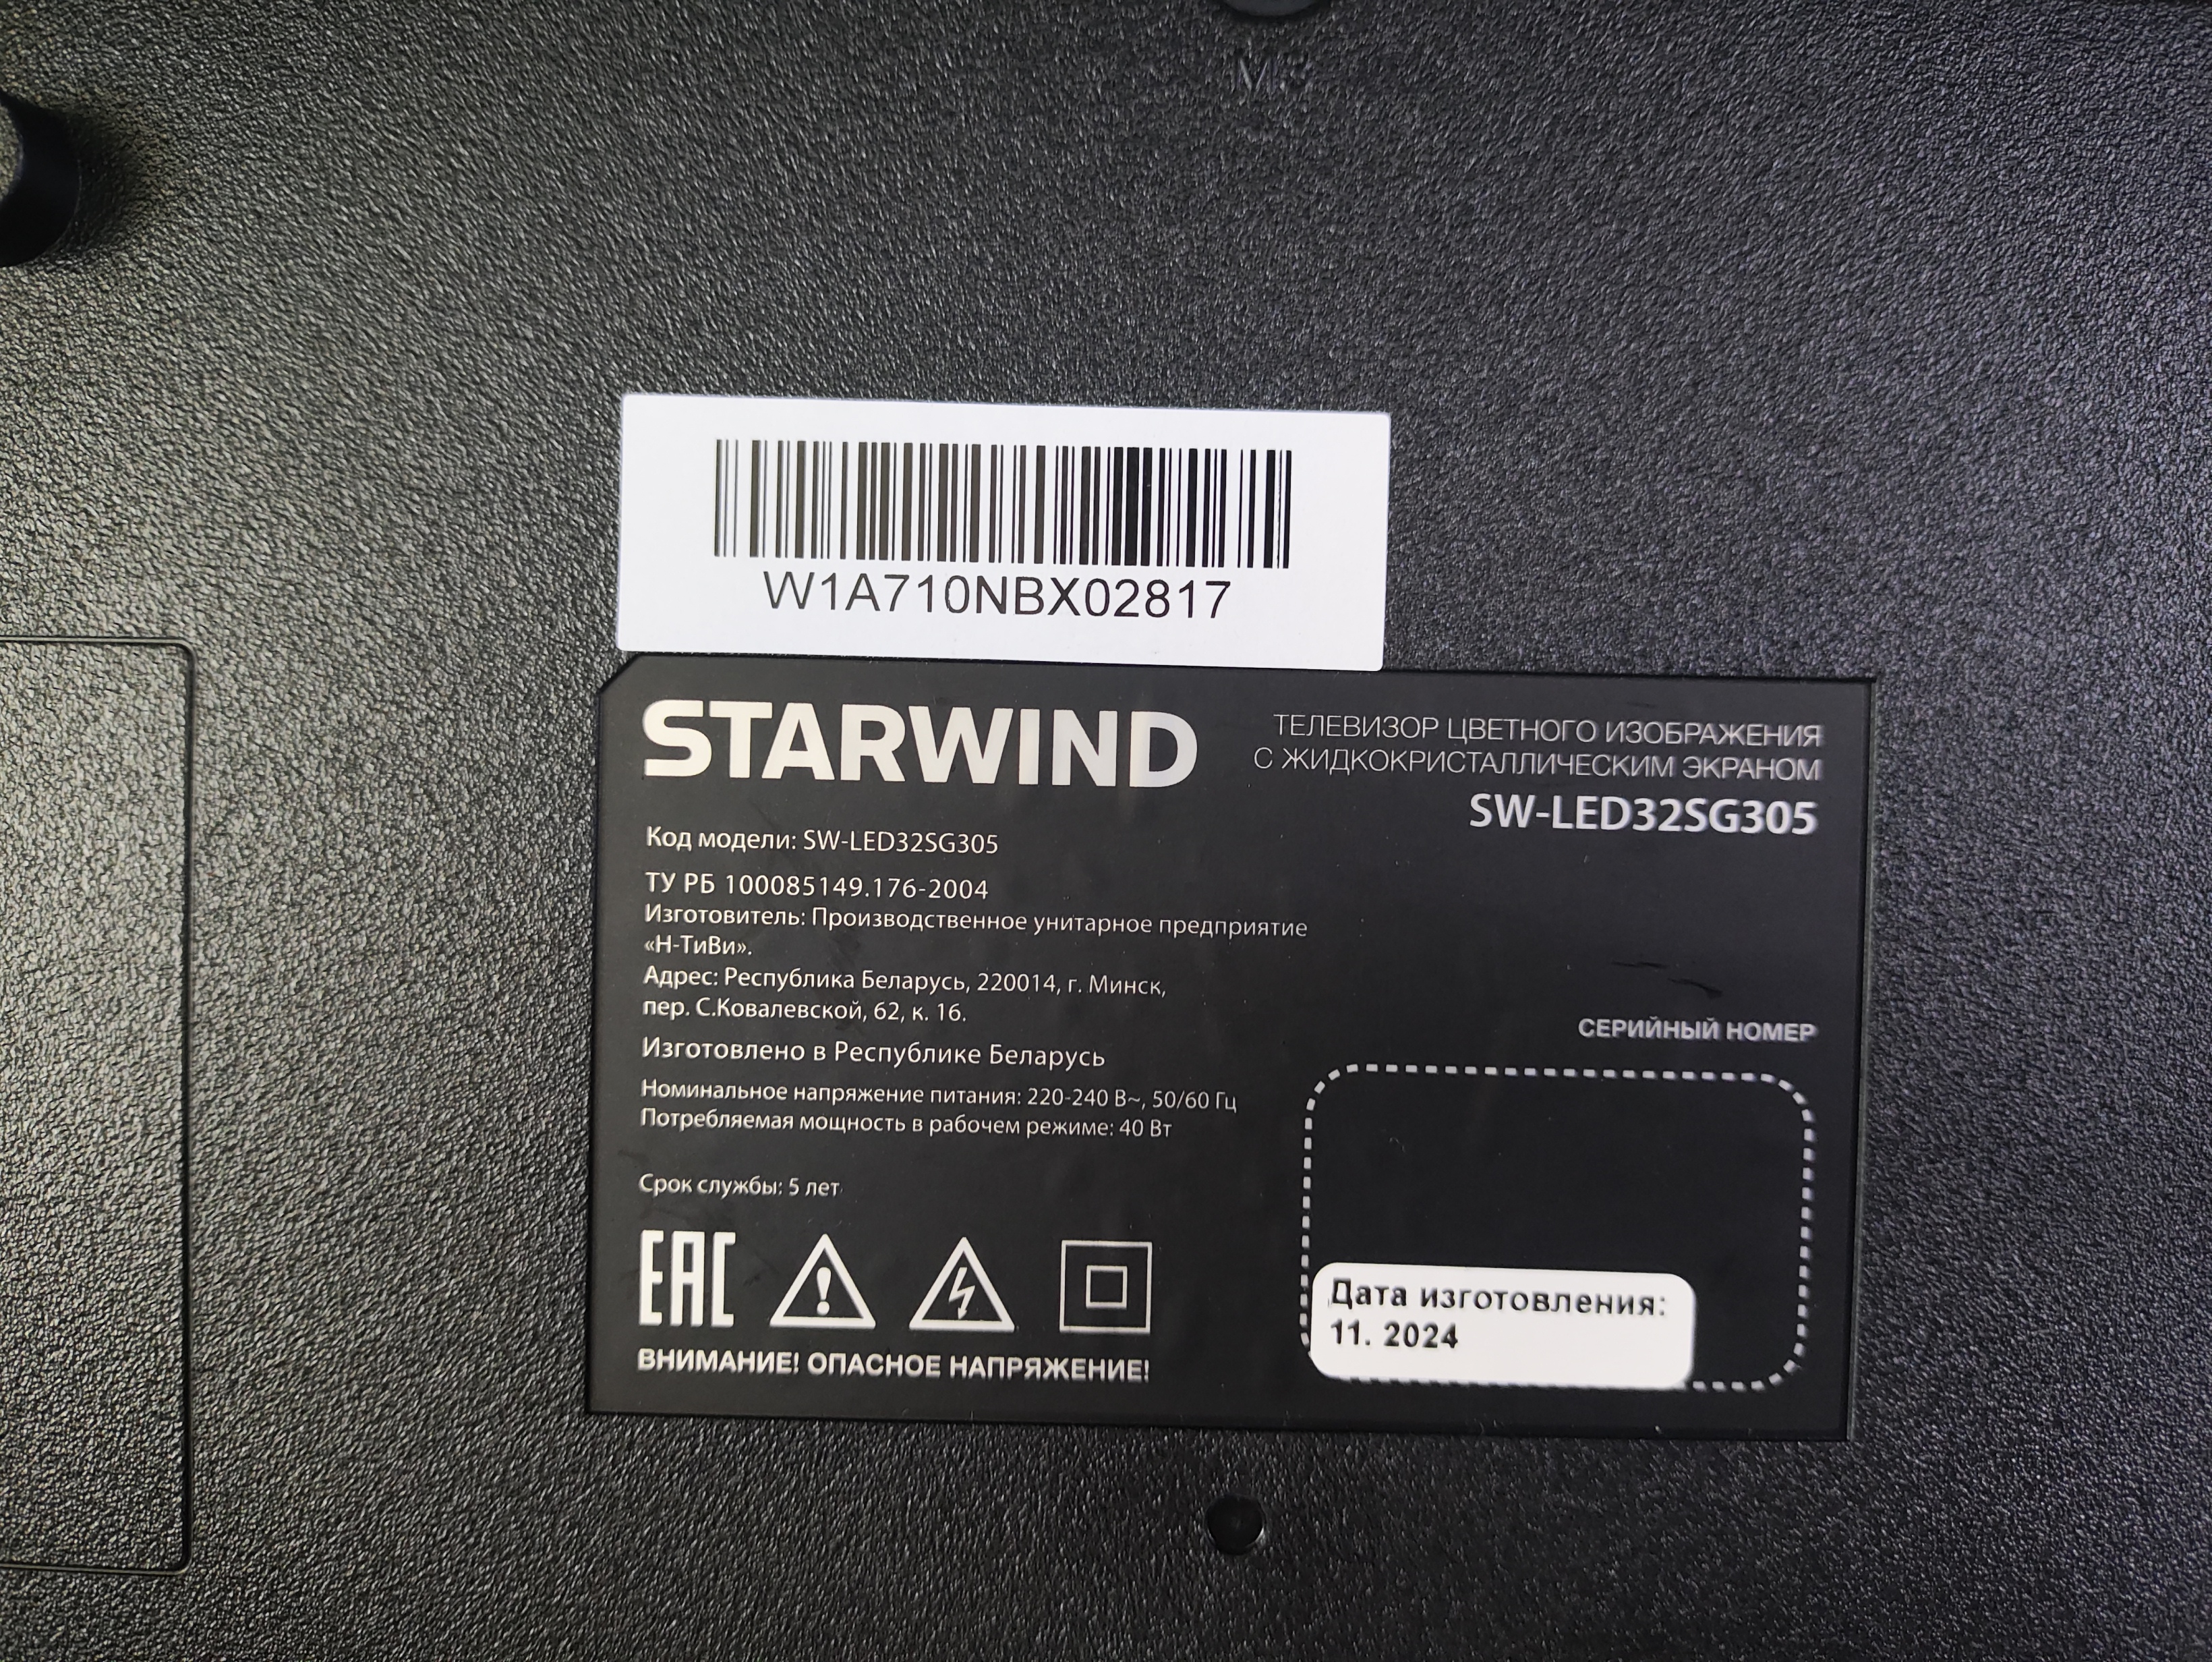 M3
W1A710NBX02817
STARWIND
ТЕЛЕВИЗОР ЦВЕТНОГО ИЗОБРАЖЕНИЯ
С ЖИДКОКРИСТАЛЛИЧЕСКИМ ЭКРАНОМ
SW-LED32SG305
Код модели: SW-LED32SG305
ТУ РБ 100085149.176-2004
Изготовитель: Производственное унитарное предприятие
«Н-ТиВи».
Адрес: Республика Беларусь, 220014, г. Минск,
пер. С.Ковалевской, 62, к. 16.
Изготовлено в Республике Беларусь
Номинальное напряжение питания: 220-240 В~, 50/60 Гц
Потребляемая мощность в рабочем режиме: 40 Вт
Срок службы: 5 лет
EAC
ВНИМАНИЕ! ОПАСНОЕ НАПРЯЖЕНИЕ!
СЕРИЙНЫЙ НОМЕР
Дата изготовления:
11. 2024